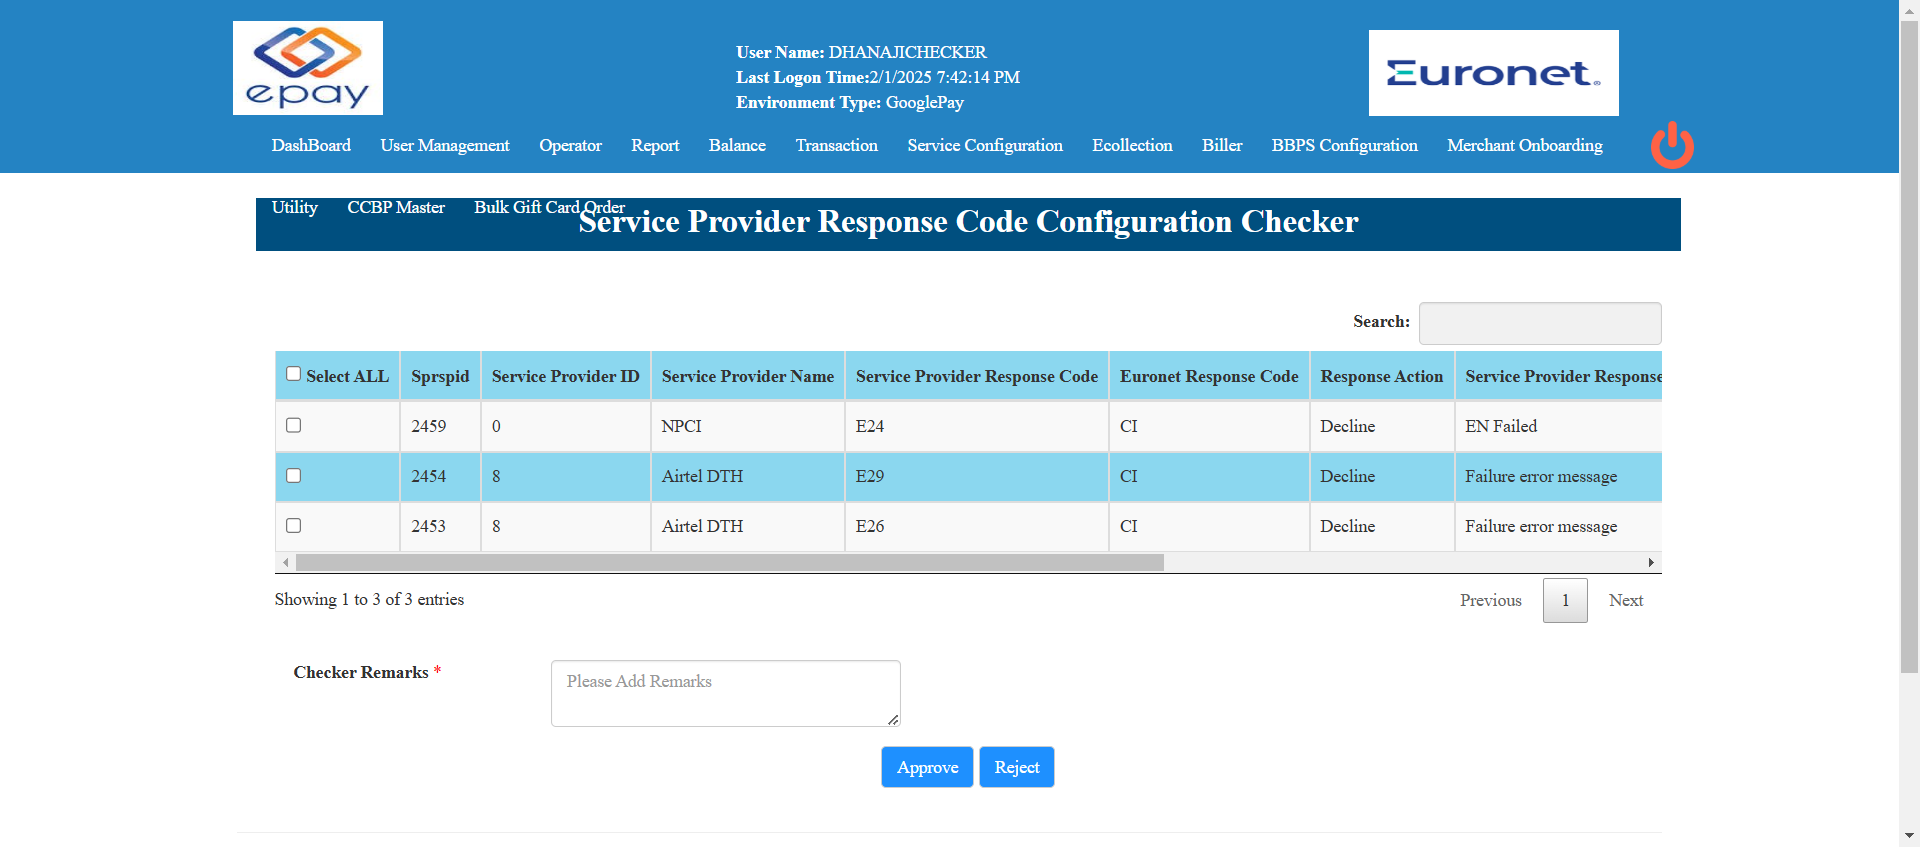 epay
User Name: DHANAJICHECKER
Last Logon Time:2/1/2025 7:42:14 PM
Environment Type: GooglePay
Euronet®
DashBoard User Management Operator Report Balance Transaction Service Configuration Ecollection Biller BBPS Configuration Merchant Onboarding
Utility CCBP Master Bulk Gift Card Order
Service Provider Response Code Configuration Checker
Search:
Select ALL Sprspid Service Provider ID Service Provider Name Service Provider Response Code Euronet Response Code Response Action Service Provider Response
2459 0 NPCI E24 CI Decline EN Failed
2454 8 Airtel DTH E29 CI Decline Failure error message
2453 8 Airtel DTH E26 CI Decline Failure error message
Showing 1 to 3 of 3 entries
Previous 1 Next
Checker Remarks *
Please Add Remarks
Approve Reject